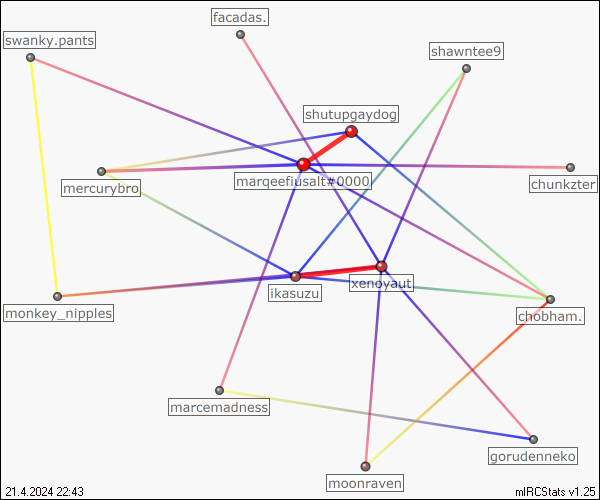 facadas.
swanky.pants
shawntee9
shutupgaydog
marqeefiusalt#0000
mercurybro
chunkzter
xenoyaut
ikasuzu
monkey_nipples
chobham.
marcemadness
gorudenneko
moonraven
21.4.2024 22:43
mIRCStats v1.25